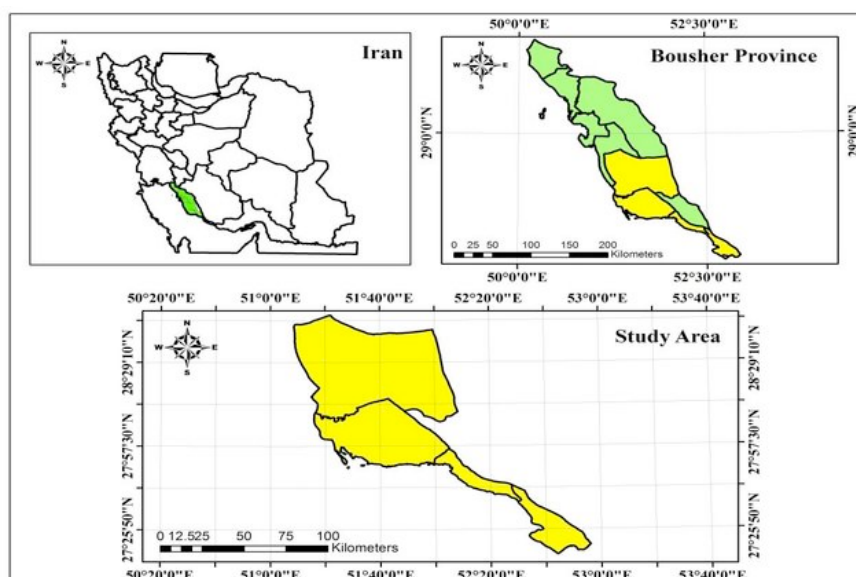 Iran
N
W E
S
Bousher Province
N
W E
S
50°0'0"E 52°30'0"E
29°0'0"N
29°0'0"N
0 25 50 100 150 200
Kilometers
50°0'0"E 52°30'0"E
Study Area
N
W E
S
50°20'0"E 51°0'0"E 51°40'0"E 52°20'0"E 53°0'0"E 53°40'0"E
28°29'10"N
28°29'10"N
27°57'30"N
27°57'30"N
27°25'50"N
27°25'50"N
0 12.525 50 75 100
Kilometers
50°20'0"E 51°0'0"E 51°40'0"E 52°20'0"E 53°0'0"E 53°40'0"E